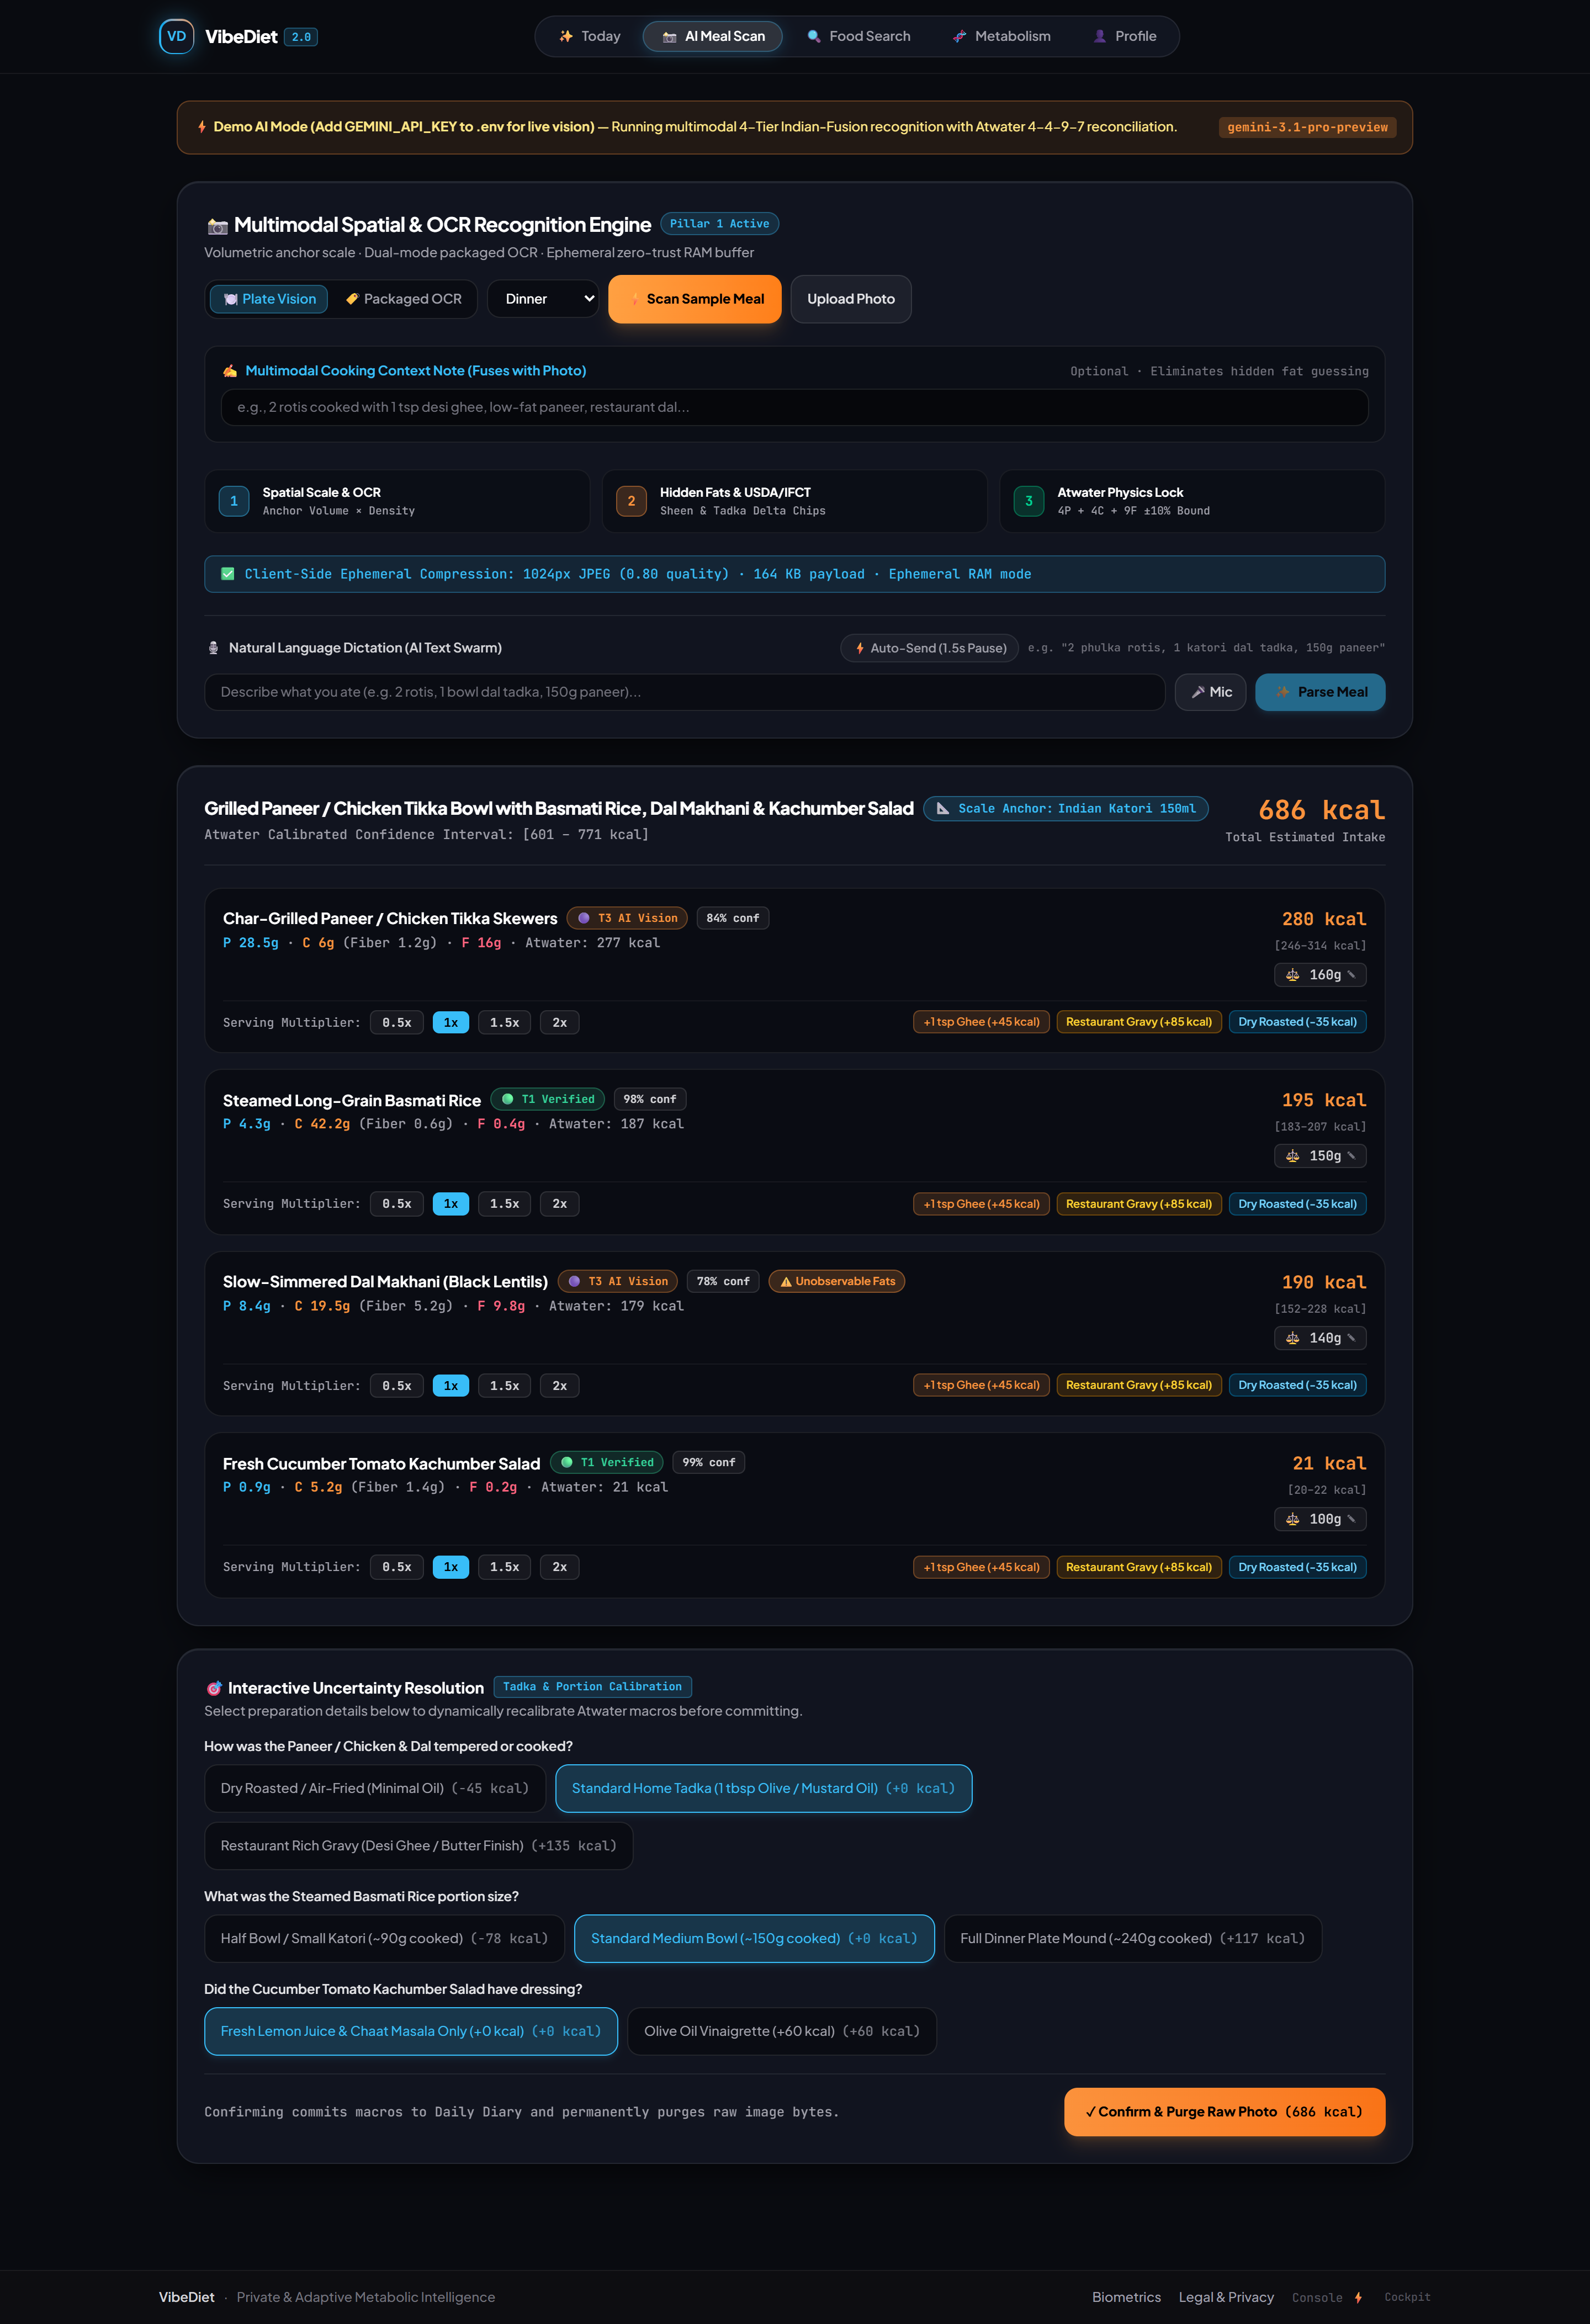 VD VibeDiet 2.0 ✨ Today 📸 AI Meal Scan 🔍 Food Search 🧬 Metabolism 👤 Profile
⚡ Demo AI Mode (Add GEMINI_API_KEY to .env for live vision) — Running multimodal 4-Tier Indian-Fusion recognition with Atwater 4-4-9-7 reconciliation. gemini-3.1-pro-preview
📸 Multimodal Spatial & OCR Recognition Engine Pillar 1 Active
Volumetric anchor scale · Dual-mode packaged OCR · Ephemeral zero-trust RAM buffer
🍽️ Plate Vision 🏷️ Packaged OCR Dinner ⚡ Scan Sample Meal Upload Photo
✍️ Multimodal Cooking Context Note (Fuses with Photo) Optional · Eliminates hidden fat guessing
e.g., 2 rotis cooked with 1 tsp desi ghee, low-fat paneer, restaurant dal...
1 Spatial Scale & OCR 2 Hidden Fats & USDA/IFCT 3 Atwater Physics Lock
Anchor Volume × Density Sheen & Tadka Delta Chips 4P + 4C + 9F ±10% Bound
✅ Client-Side Ephemeral Compression: 1024px JPEG (0.80 quality) · 164 KB payload · Ephemeral RAM mode
🎙️ Natural Language Dictation (AI Text Swarm) ⚡ Auto-Send (1.5s Pause) e.g. "2 phulka rotis, 1 katori dal tadka, 150g paneer"
Describe what you ate (e.g. 2 rotis, 1 bowl dal tadka, 150g paneer)... 🎤 Mic ✨ Parse Meal
Grilled Paneer / Chicken Tikka Bowl with Basmati Rice, Dal Makhani & Kachumber Salad 📐 Scale Anchor: Indian Katori 150ml 686 kcal
Atwater Calibrated Confidence Interval: [601 – 771 kcal] Total Estimated Intake
Char-Grilled Paneer / Chicken Tikka Skewers 🟣 T3 AI Vision 84% conf 280 kcal
P 28.5g · C 6g (Fiber 1.2g) · F 16g · Atwater: 277 kcal [246–314 kcal]
⚖️ 160g ✎
Serving Multiplier: 0.5x 1x 1.5x 2x +1 tsp Ghee (+45 kcal) Restaurant Gravy (+85 kcal) Dry Roasted (-35 kcal)
Steamed Long-Grain Basmati Rice 🟢 T1 Verified 98% conf 195 kcal
P 4.3g · C 42.2g (Fiber 0.6g) · F 0.4g · Atwater: 187 kcal [183–207 kcal]
⚖️ 150g ✎
Serving Multiplier: 0.5x 1x 1.5x 2x +1 tsp Ghee (+45 kcal) Restaurant Gravy (+85 kcal) Dry Roasted (-35 kcal)
Slow-Simmered Dal Makhani (Black Lentils) 🟣 T3 AI Vision 78% conf ⚠️ Unobservable Fats 190 kcal
P 8.4g · C 19.5g (Fiber 5.2g) · F 9.8g · Atwater: 179 kcal [152–228 kcal]
⚖️ 140g ✎
Serving Multiplier: 0.5x 1x 1.5x 2x +1 tsp Ghee (+45 kcal) Restaurant Gravy (+85 kcal) Dry Roasted (-35 kcal)
Fresh Cucumber Tomato Kachumber Salad 🟢 T1 Verified 99% conf 21 kcal
P 0.9g · C 5.2g (Fiber 1.4g) · F 0.2g · Atwater: 21 kcal [20–22 kcal]
⚖️ 100g ✎
Serving Multiplier: 0.5x 1x 1.5x 2x +1 tsp Ghee (+45 kcal) Restaurant Gravy (+85 kcal) Dry Roasted (-35 kcal)
🎯 Interactive Uncertainty Resolution Tadka & Portion Calibration
Select preparation details below to dynamically recalibrate Atwater macros before committing.
How was the Paneer / Chicken & Dal tempered or cooked?
Dry Roasted / Air-Fried (Minimal Oil) (-45 kcal) Standard Home Tadka (1 tbsp Olive / Mustard Oil) (+0 kcal)
Restaurant Rich Gravy (Desi Ghee / Butter Finish) (+135 kcal)
What was the Steamed Basmati Rice portion size?
Half Bowl / Small Katori (~90g cooked) (-78 kcal) Standard Medium Bowl (~150g cooked) (+0 kcal) Full Dinner Plate Mound (~240g cooked) (+117 kcal)
Did the Cucumber Tomato Kachumber Salad have dressing?
Fresh Lemon Juice & Chaat Masala Only (+0 kcal) (+0 kcal) Olive Oil Vinaigrette (+60 kcal) (+60 kcal)
Confirming commits macros to Daily Diary and permanently purges raw image bytes. ✓ Confirm & Purge Raw Photo (686 kcal)
VibeDiet · Private & Adaptive Metabolic Intelligence Biometrics Legal & Privacy Console ⚡ Cockpit